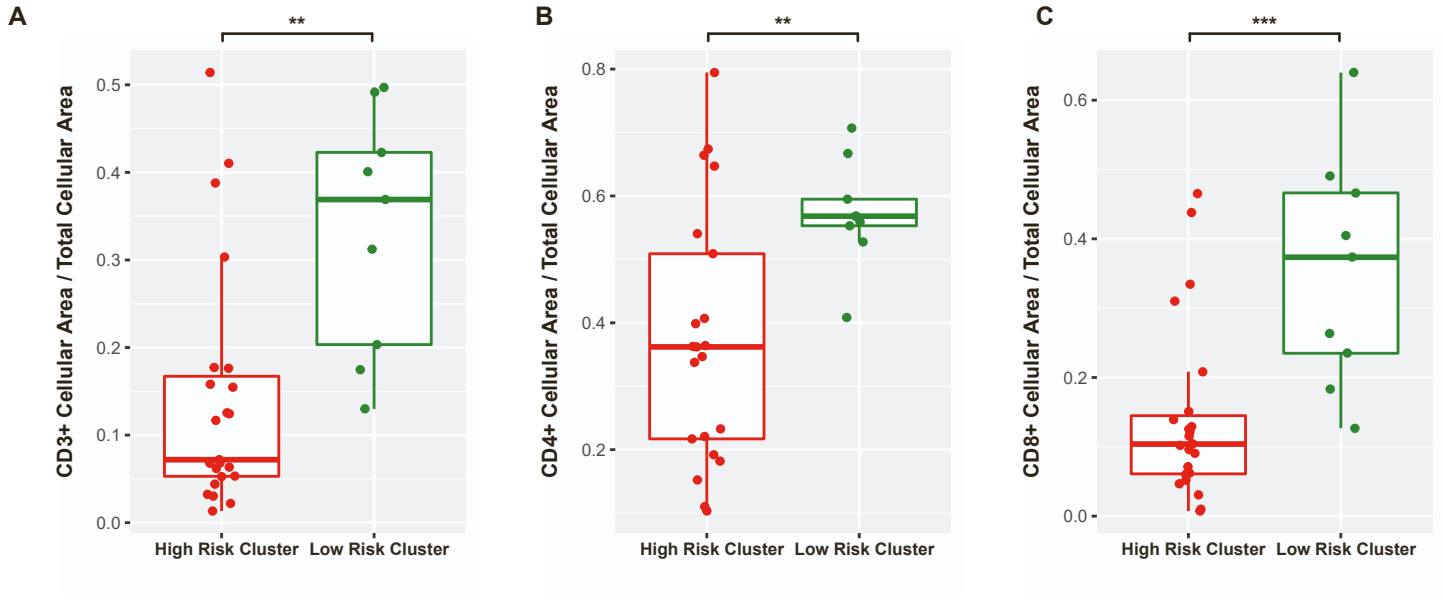 A
**
CD3+ Cellular Area / Total Cellular Area
0.5
0.4
0.3
0.2
0.1
0.0
High Risk Cluster Low Risk Cluster
B
**
CD4+ Cellular Area / Total Cellular Area
0.8
0.6
0.4
0.2
High Risk Cluster Low Risk Cluster
C
***
CD8+ Cellular Area / Total Cellular Area
0.6
0.4
0.2
0.0
High Risk Cluster Low Risk Cluster